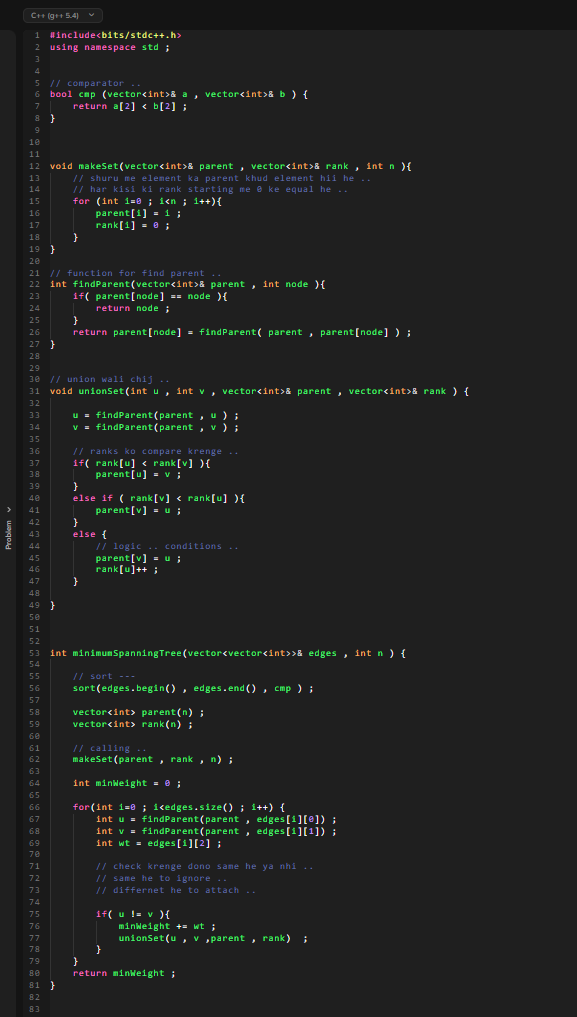 C++ (g++ 5.4)
Problem
1 #include<bits/stdc++.h>
2 using namespace std ;
3
4
5 // comparator ..
6 bool cmp (vector<int>& a , vector<int>& b ) {
7 return a[2] < b[2] ;
8 }
9
10
11
12 void makeSet(vector<int>& parent , vector<int>& rank , int n ){
13 // shuru me element ka parent khud element hii he ..
14 // har kisi ki rank starting me 0 ke equal he ..
15 for (int i=0 ; i<n ; i++){
16 parent[i] = i ;
17 rank[i] = 0 ;
18 }
19 }
20
21 // function for find parent ..
22 int findParent(vector<int>& parent , int node ){
23 if( parent[node] == node ){
24 return node ;
25 }
26 return parent[node] = findParent( parent , parent[node] ) ;
27 }
28
29
30 // union wali chij ..
31 void unionSet(int u , int v , vector<int>& parent , vector<int>& rank ) {
32
33 u = findParent(parent , u ) ;
34 v = findParent(parent , v ) ;
35
36 // ranks ko compare krenge ..
37 if( rank[u] < rank[v] ){
38 parent[u] = v ;
39 }
40 else if ( rank[v] < rank[u] ){
41 parent[v] = u ;
42 }
43 else {
44 // logic .. conditions ..
45 parent[v] = u ;
46 rank[u]++ ;
47 }
48
49 }
50
51
52
53 int minimumSpanningTree(vector<vector<int>>& edges , int n ) {
54
55 // sort ---
56 sort(edges.begin() , edges.end() , cmp ) ;
57
58 vector<int> parent(n) ;
59 vector<int> rank(n) ;
60
61 // calling ..
62 makeSet(parent , rank , n) ;
63
64 int minWeight = 0 ;
65
66 for(int i=0 ; i<edges.size() ; i++) {
67 int u = findParent(parent , edges[i][0]) ;
68 int v = findParent(parent , edges[i][1]) ;
69 int wt = edges[i][2] ;
70
71 // check krenge dono same he ya nhi ..
72 // same he to ignore ..
73 // differnet he to attach ..
74
75 if( u != v ){
76 minWeight += wt ;
77 unionSet(u , v ,parent , rank) ;
78 }
79 }
80 return minWeight ;
81 }
82
83